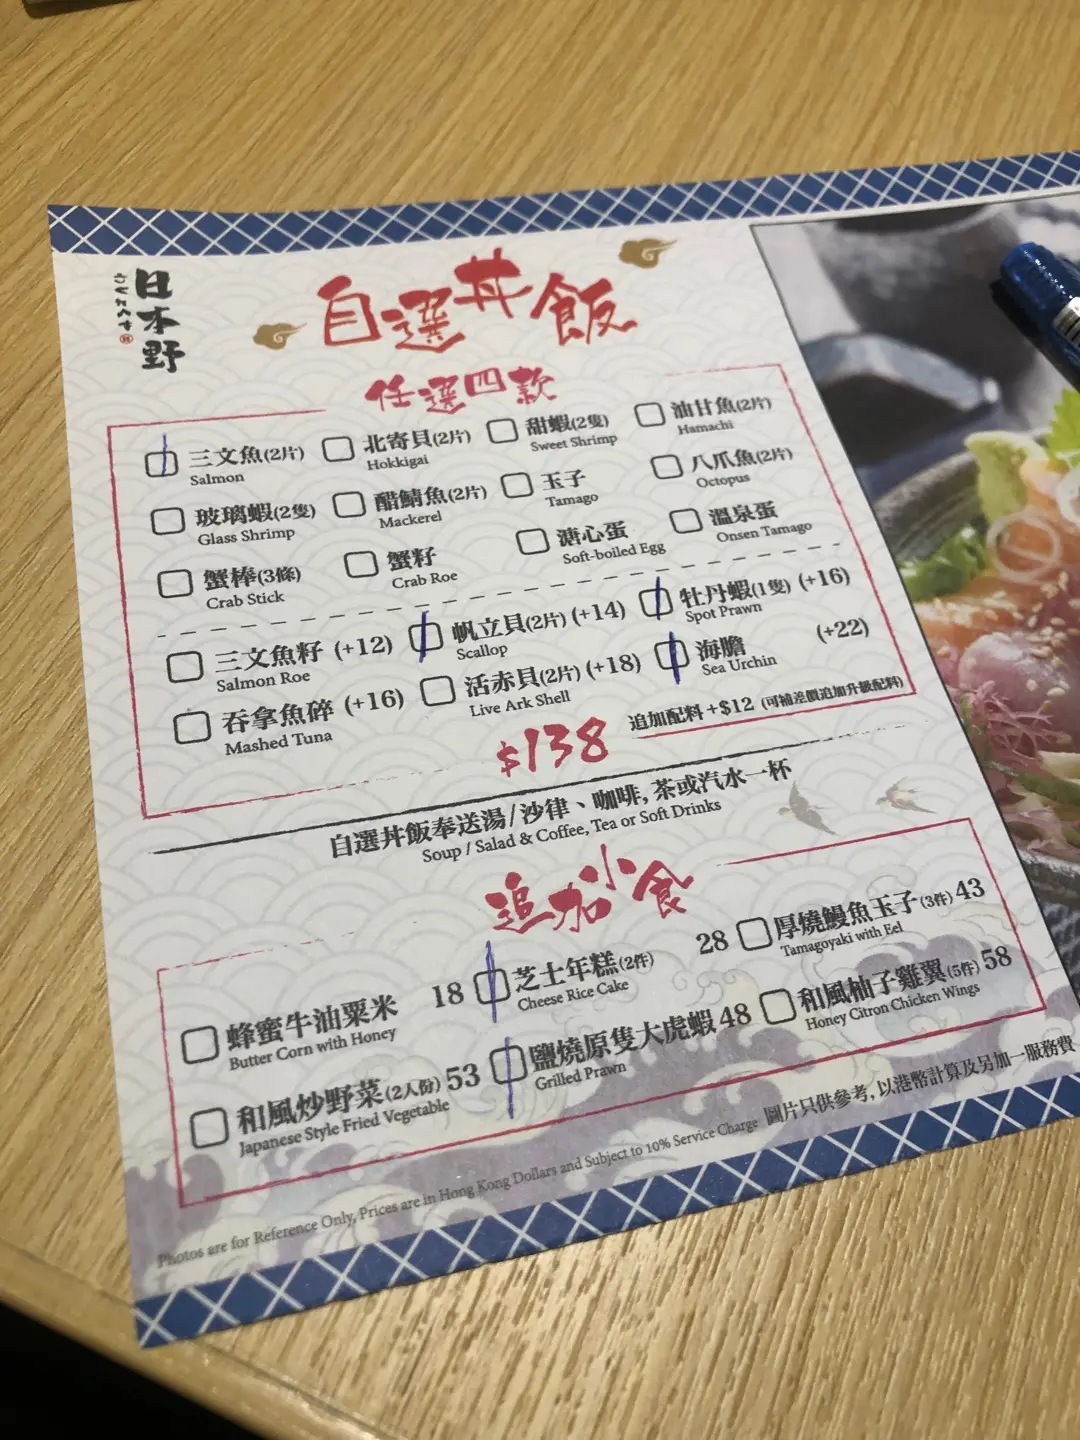 日本野
自選丼飯
任選四款
三文魚(2片)
Salmon
北寄貝(2片)
Hokkigai
甜蝦(2隻)
Sweet Shrimp
油甘魚(2片)
Hamachi
玻璃蝦(2隻)
Glass Shrimp
醋鯖魚(2片)
Mackerel
玉子
Tamago
八爪魚(2片)
Octopus
蟹棒(3條)
Crab Stick
蟹籽
Crab Roe
溏心蛋
Soft-boiled Egg
溫泉蛋
Onsen Tamago
三文魚籽 (+12)
Salmon Roe
帆立貝(2片) (+14)
Scallop
牡丹蝦(1隻) (+16)
Spot Prawn
吞拿魚碎 (+16)
Mashed Tuna
活赤貝(2片) (+18)
Live Ark Shell
海膽 (+22)
Sea Urchin
$138
追加配料 +$12 (可補差價追加升級配料)
自選丼飯奉送湯/沙律、咖啡, 茶或汽水一杯
Soup / Salad & Coffee, Tea or Soft Drinks
追加小食
蜂蜜牛油粟米 18
Butter Corn with Honey
芝士年糕(2件) 28
Cheese Rice Cake
厚燒鰻魚玉子(3件) 43
Tamagoyaki with Eel
和風炒野菜(2人份) 53
Japanese Style Fried Vegetable
鹽燒原隻大虎蝦 48
Grilled Prawn
和風柚子雞翼(5件) 58
Honey Citron Chicken Wings
Photos are for Reference Only, Prices are in Hong Kong Dollars and Subject to 10% Service Charge 圖片只供參考, 以港幣計算及另加一服務費